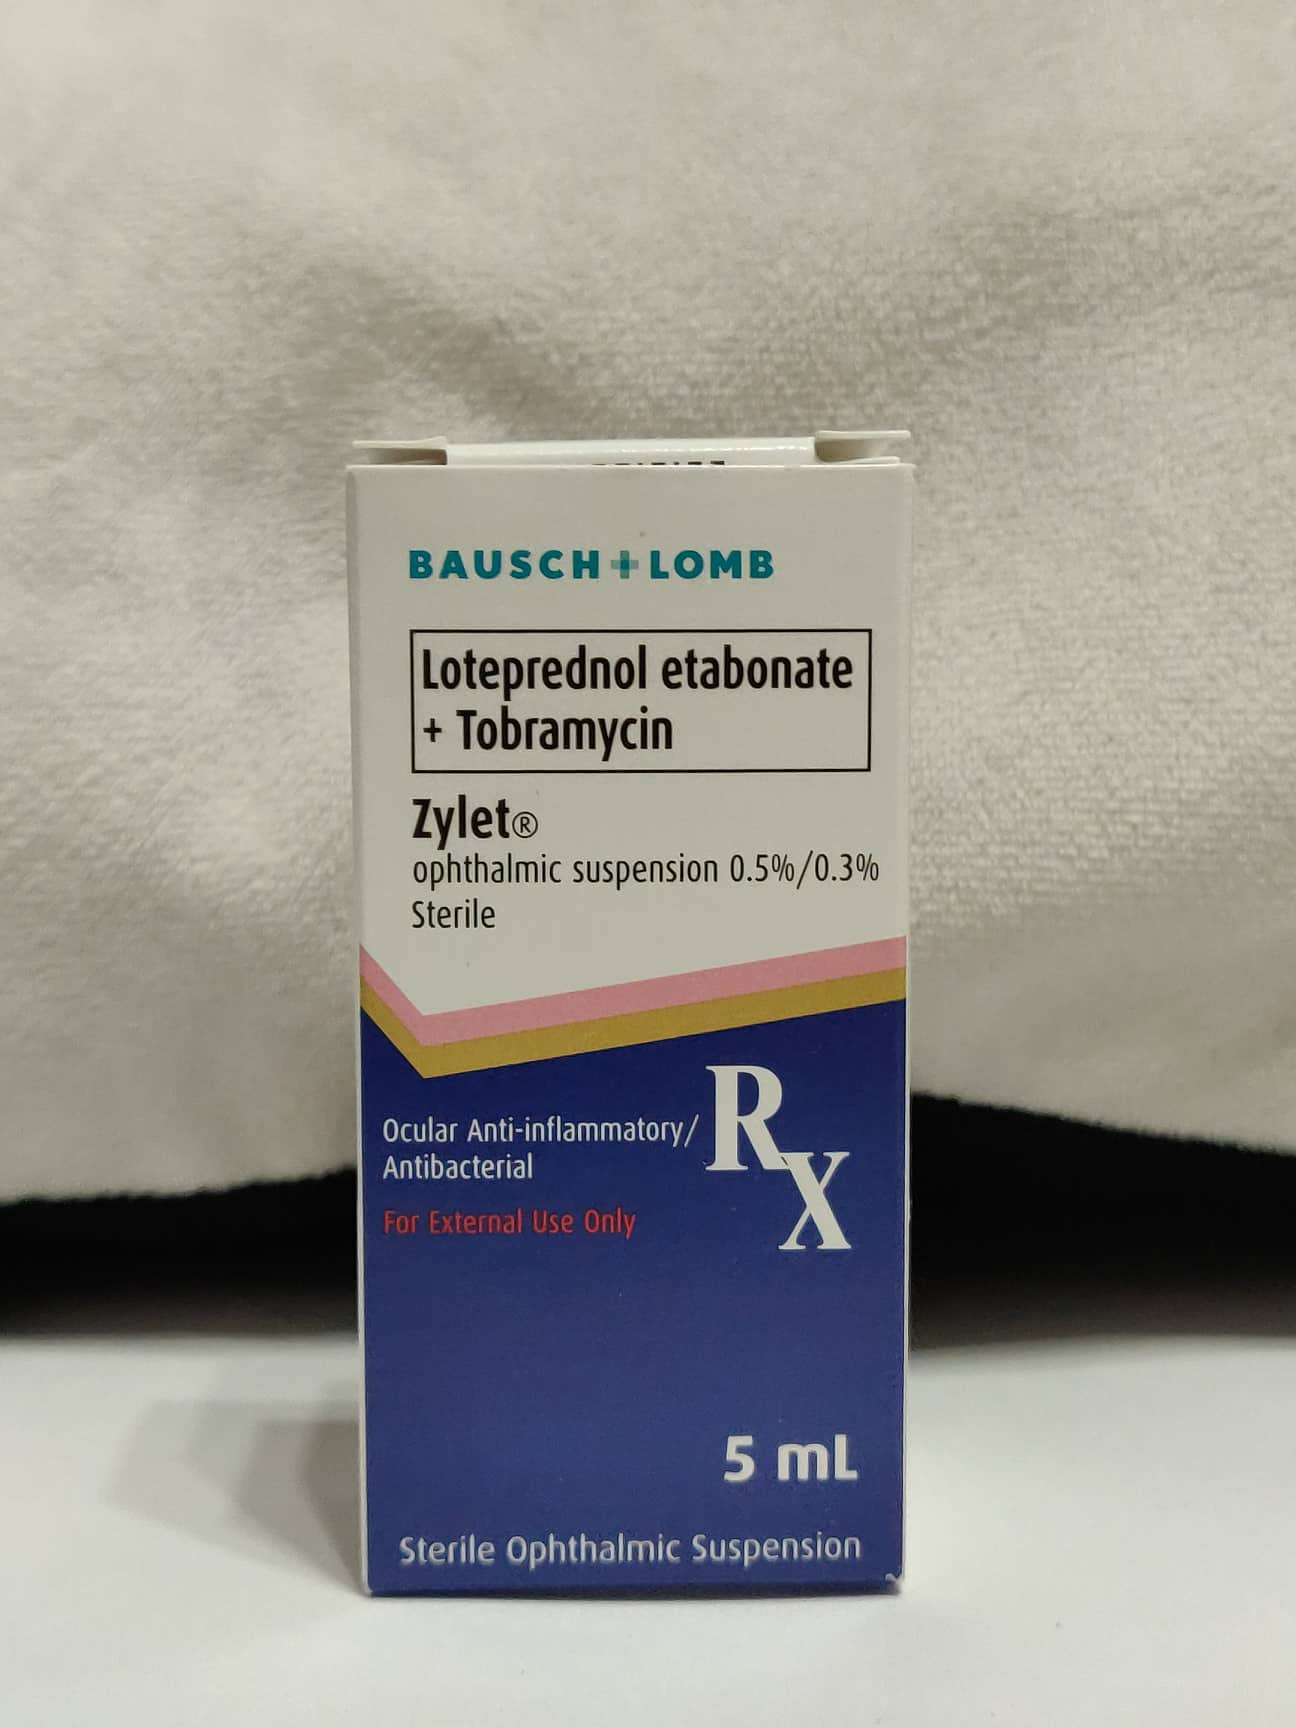 BAUSCH + LOMB
Loteprednol etabonate
+ Tobramycin
Zylet®
ophthalmic suspension 0.5%/0.3%
Sterile
Ocular Anti-inflammatory/
Antibacterial
Rx
For External Use Only
5 mL
Sterile Ophthalmic Suspension